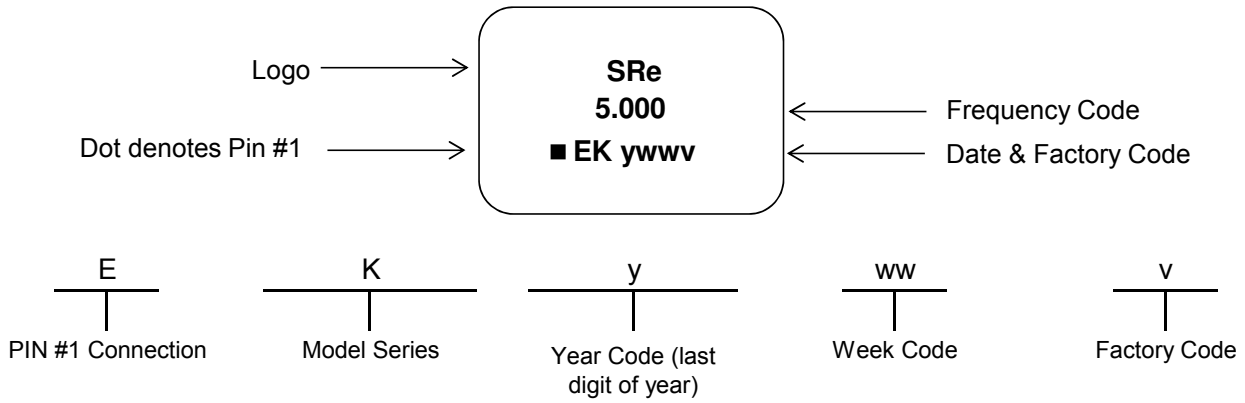 Logo
SRe
5.000
Frequency Code
Dot denotes Pin #1
■ EK ywwv
Date & Factory Code
E
K
y
ww
v
PIN #1 Connection
Model Series
Year Code (last
digit of year)
Week Code
Factory Code